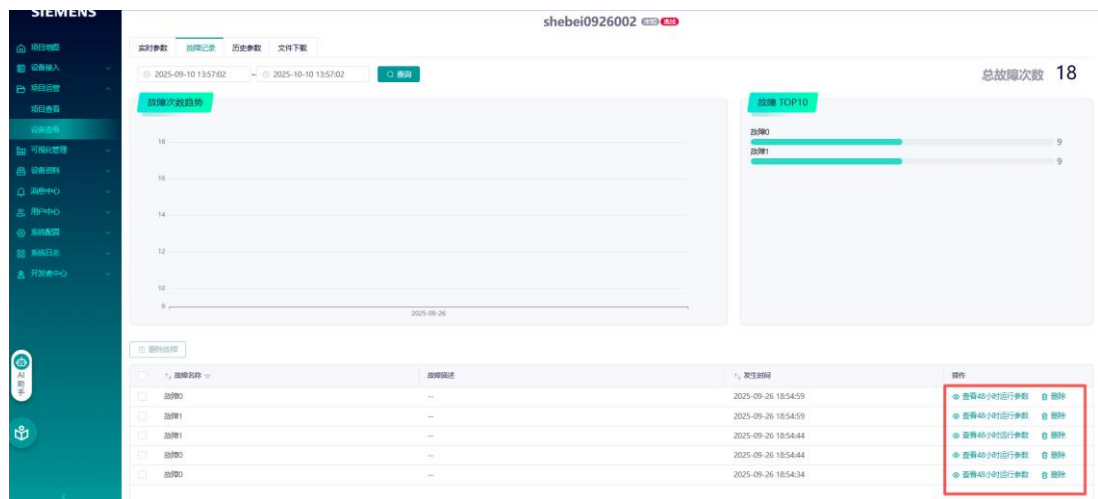 SIEMENS
shebei0926002 离线
项目地图
设备接入
项目运营
项目查看
设备查看
可视化管理
设备资料
消息中心
用户中心
系统配置
系统日志
开发者中心
AI助手
实时参数 故障记录 历史参数 文件下载
2025-09-10 13:57:02 ~ 2025-10-10 13:57:02 查询
总故障次数 18
故障次数趋势
18
16
14
12
10
9
2025-09-26
故障 TOP10
故障0
9
故障1
9
删除故障
故障名称 故障描述 发生时间 操作
故障0 -- 2025-09-26 18:54:59 查看48小时运行参数 删除
故障1 -- 2025-09-26 18:54:59 查看48小时运行参数 删除
故障1 -- 2025-09-26 18:54:44 查看48小时运行参数 删除
故障0 -- 2025-09-26 18:54:44 查看48小时运行参数 删除
故障0 -- 2025-09-26 18:54:34 查看48小时运行参数 删除